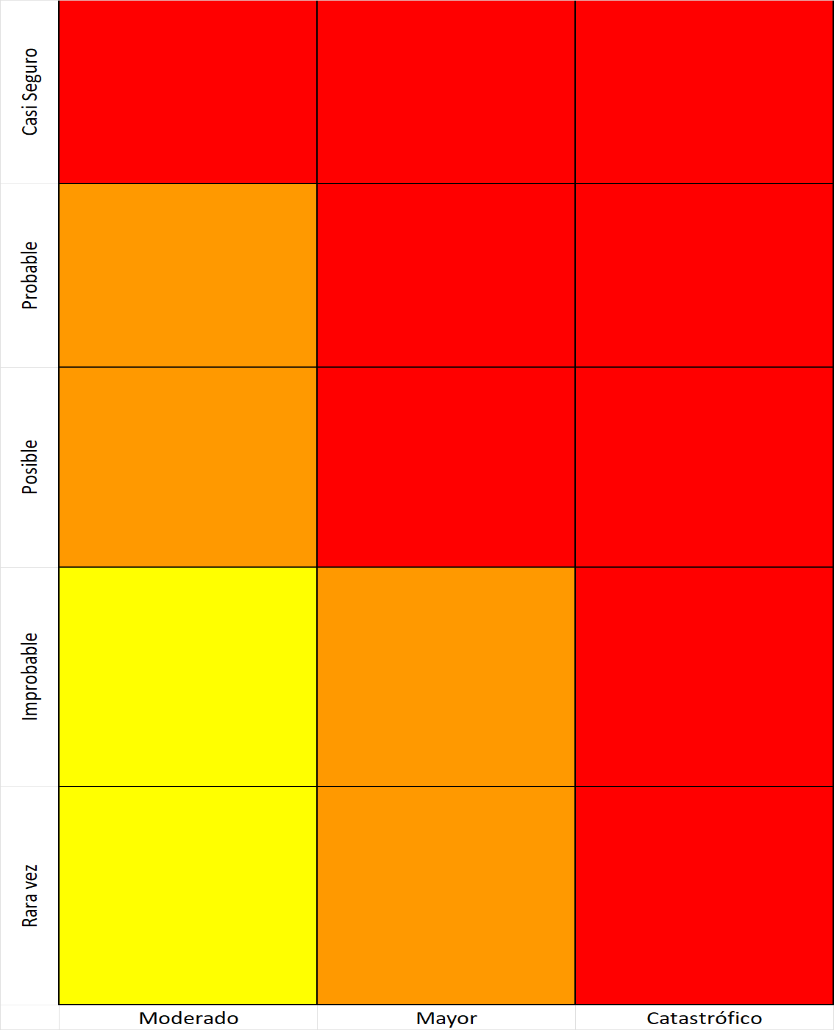 Casi Seguro
Probable
Posible
Improbable
Rara vez
Moderado
Mayor
Catastrófico